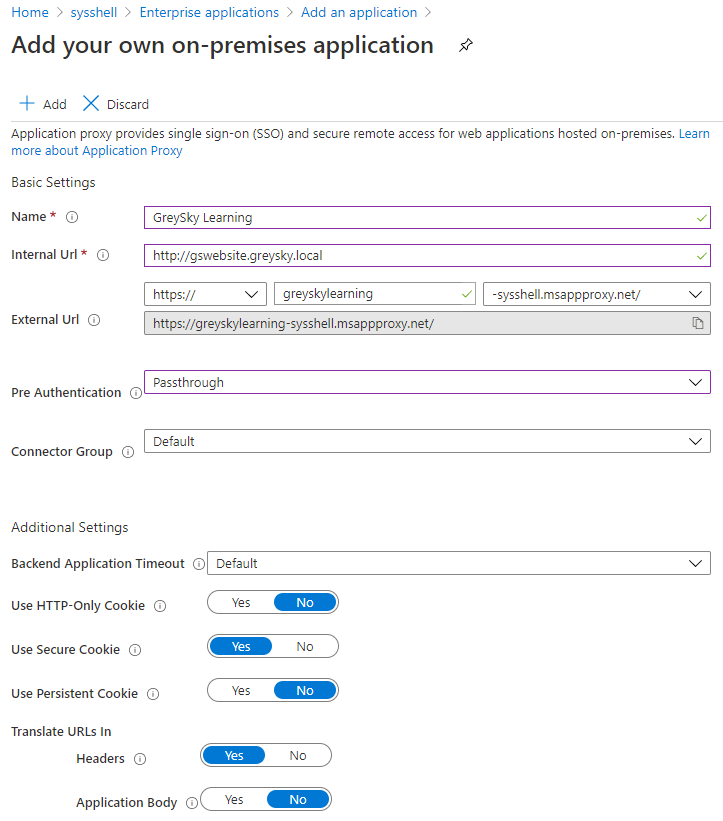 Home > sysshell > Enterprise applications > Add an application >
Add your own on-premises application
Add Discard
Application proxy provides single sign-on (SSO) and secure remote access for web applications hosted on-premises. Learn
more about Application Proxy
Basic Settings
Name * GreySky Learning
Internal Url * http://gswebsite.greysky.local
https:// greyskylearning -sysshell.msappproxy.net/
External Url https://greyskylearning-sysshell.msappproxy.net/
Pre Authentication Passthrough
Connector Group Default
Additional Settings
Backend Application Timeout Default
Use HTTP-Only Cookie Yes No
Use Secure Cookie Yes No
Use Persistent Cookie Yes No
Translate URLs In
Headers Yes No
Application Body Yes No